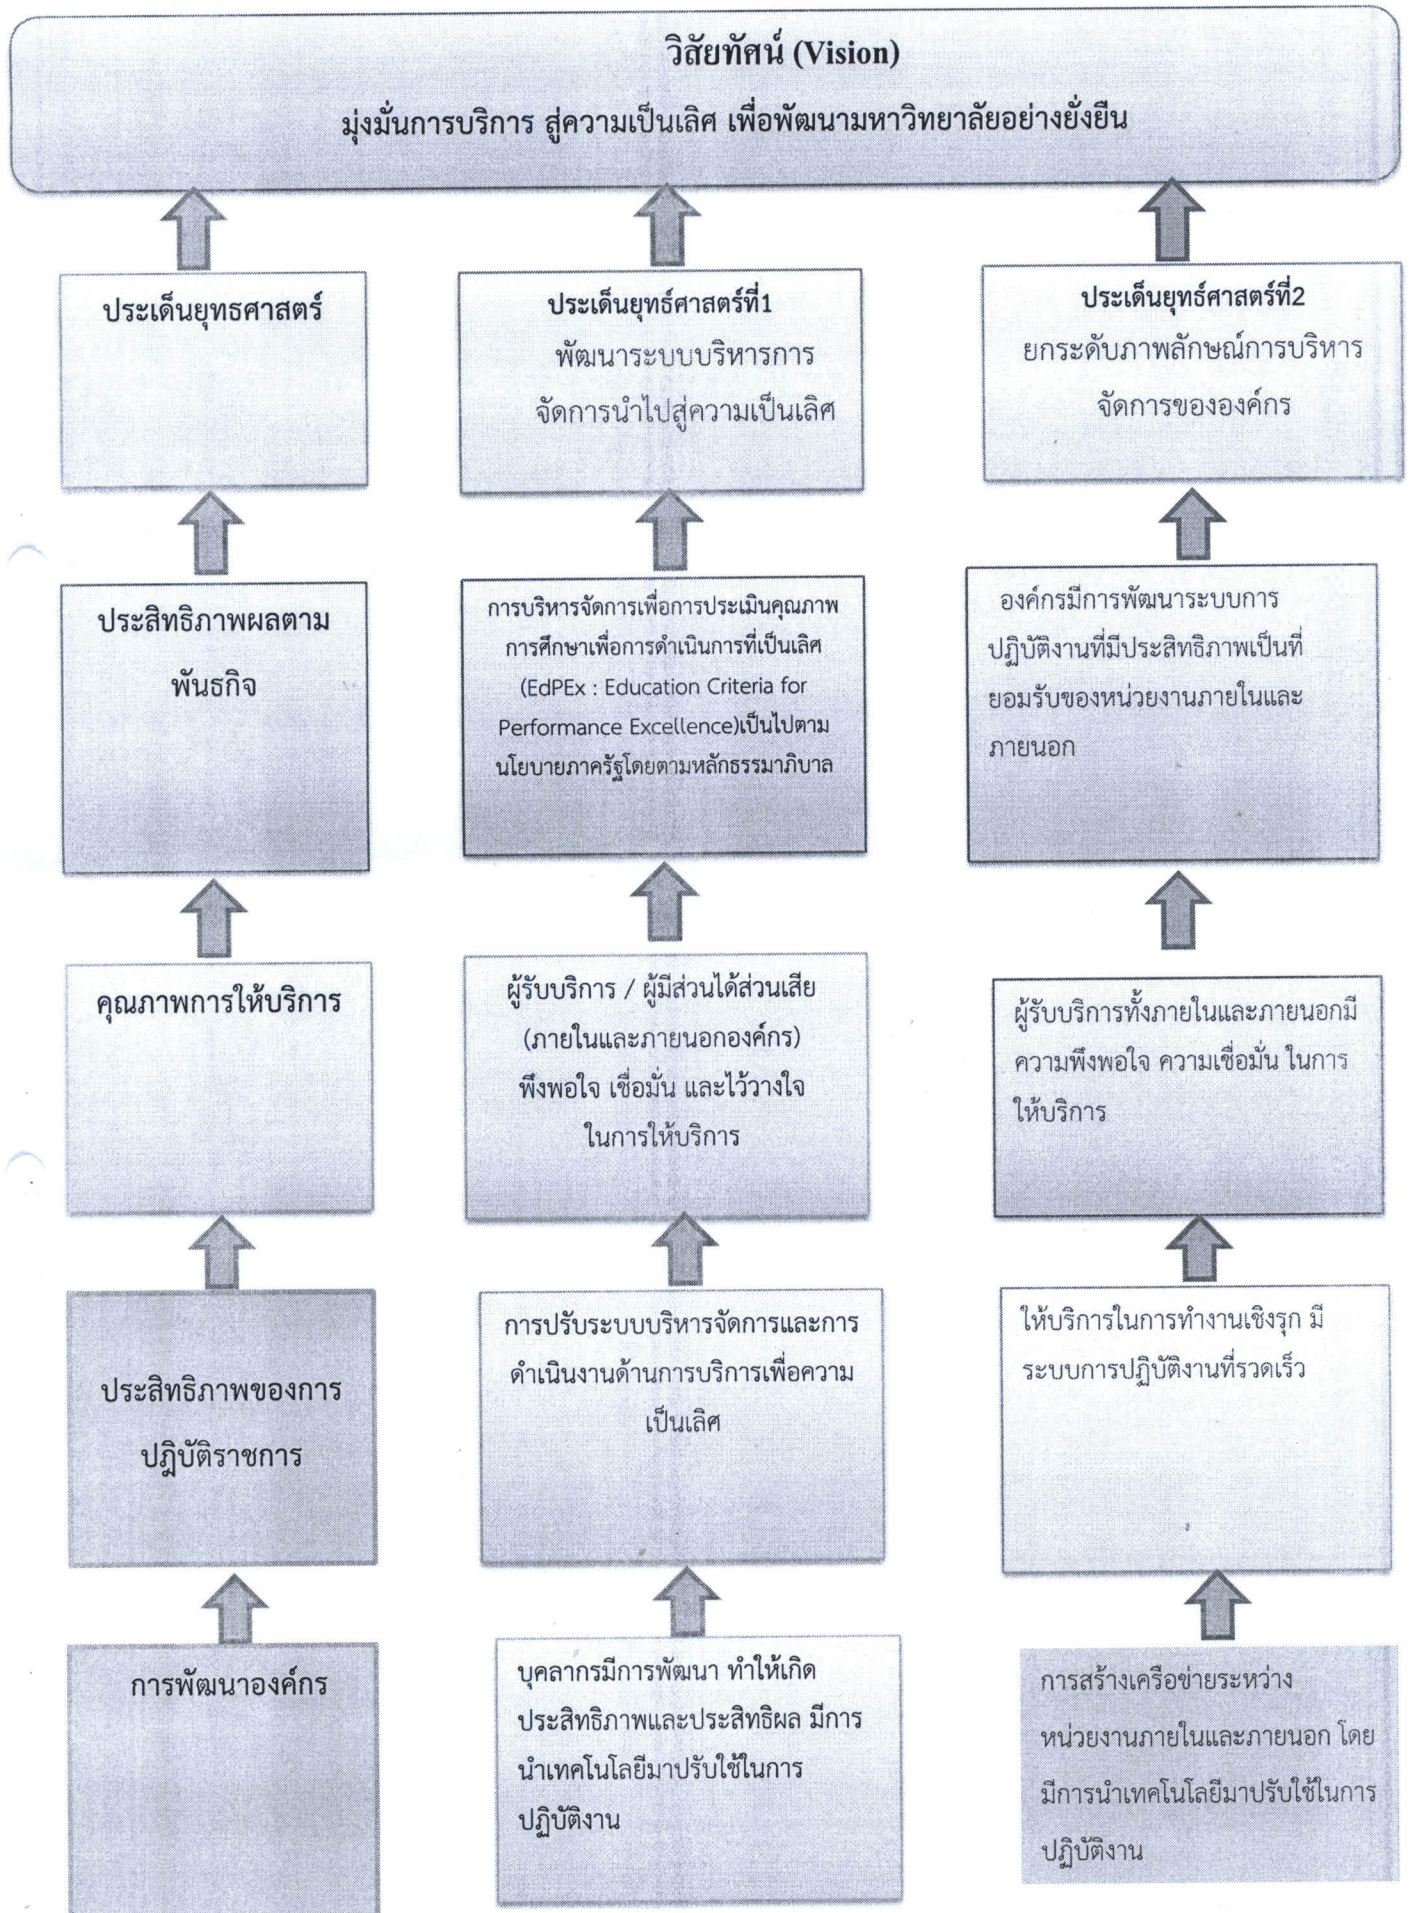 วิสัยทัศน์ (Vision)
มุ่งมั่นการบริการ สู่ความเป็นเลิศ เพื่อพัฒนามหาวิทยาลัยอย่างยั่งยืน
ประเด็นยุทธศาสตร์
ประเด็นยุทธ์ศาสตร์ที่1
พัฒนาระบบบริหารการ
จัดการนำไปสู่ความเป็นเลิศ
ประเด็นยุทธ์ศาสตร์ที่2
ยกระดับภาพลักษณ์การบริหาร
จัดการขององค์กร
ประสิทธิภาพผลตาม
พันธกิจ
การบริหารจัดการเพื่อการประเมินคุณภาพ
การศึกษาเพื่อการดำเนินการที่เป็นเลิศ
(EdPEx : Education Criteria for
Performance Excellence)เป็นไปตาม
นโยบายภาครัฐโดยตามหลักธรรมาภิบาล
องค์กรมีการพัฒนาระบบการ
ปฏิบัติงานที่มีประสิทธิภาพเป็นที่
ยอมรับของหน่วยงานภายในและ
ภายนอก
คุณภาพการให้บริการ
ผู้รับบริการ / ผู้มีส่วนได้ส่วนเสีย
(ภายในและภายนอกองค์กร)
พึงพอใจ เชื่อมั่น และไว้วางใจ
ในการให้บริการ
ผู้รับบริการทั้งภายในและภายนอกมี
ความพึงพอใจ ความเชื่อมั่น ในการ
ให้บริการ
ประสิทธิภาพของการ
ปฎิบัติราชการ
การปรับระบบบริหารจัดการและการ
ดำเนินงานด้านการบริการเพื่อความ
เป็นเลิศ
ให้บริการในการทำงานเชิงรุก มี
ระบบการปฏิบัติงานที่รวดเร็ว
การพัฒนาองค์กร
บุคลากรมีการพัฒนา ทำให้เกิด
ประสิทธิภาพและประสิทธิผล มีการ
นำเทคโนโลยีมาปรับใช้ในการ
ปฏิบัติงาน
การสร้างเครือข่ายระหว่าง
หน่วยงานภายในและภายนอก โดย
มีการนำเทคโนโลยีมาปรับใช้ในการ
ปฏิบัติงาน